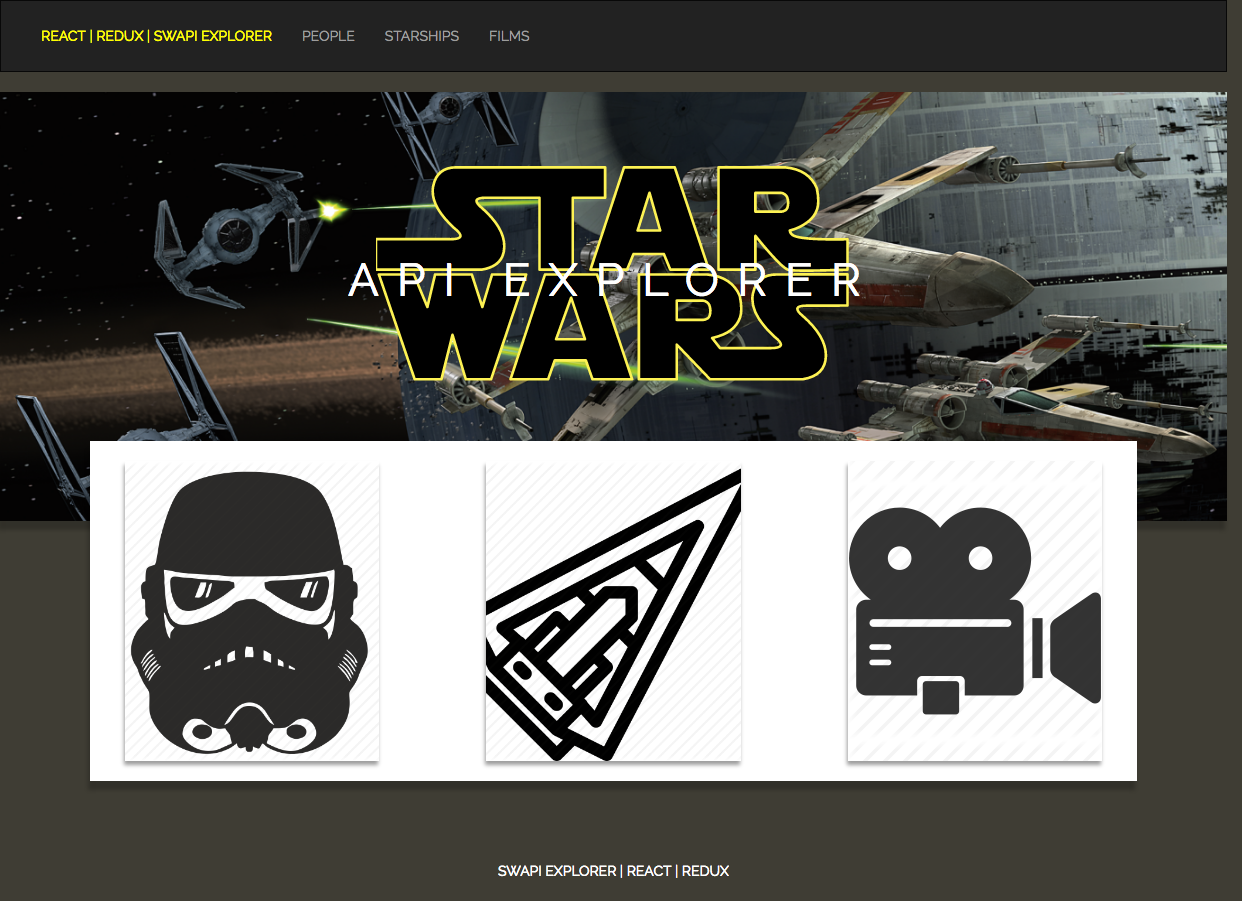 REACT | REDUX | SWAPI EXPLORER PEOPLE STARSHIPS FILMS
STAR
API EXPLORER
WARS
SWAPI EXPLORER | REACT | REDUX